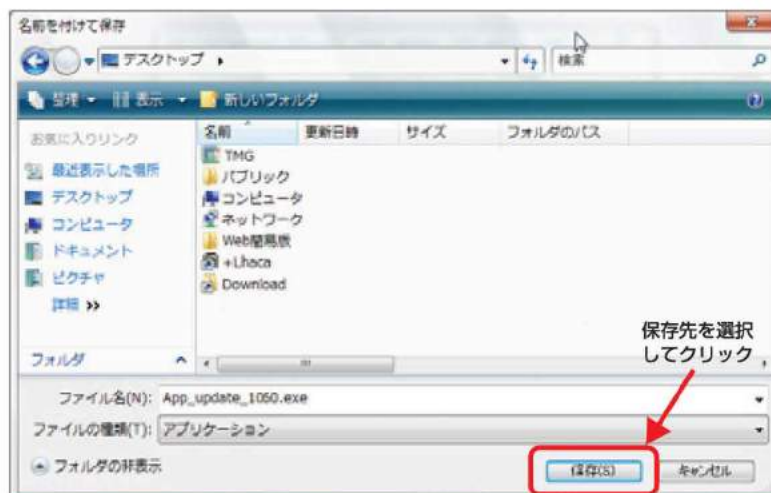 名前を付けて保存
デスクトップ
検索
整理 表示 新しいフォルダ
お気に入りリンク
最近表示した場所
デスクトップ
コンピュータ
ドキュメント
ピクチャ
詳細 >>
フォルダ
名前 更新日時 サイズ フォルダのパス
TMG
パブリック
コンピュータ
ネットワーク
Web簡易版
+Lhaca
Download
保存先を選択
してクリック
ファイル名(N): App_update_1060.exe
ファイルの種類(T): アプリケーション
フォルダの非表示
保存(S) キャンセル